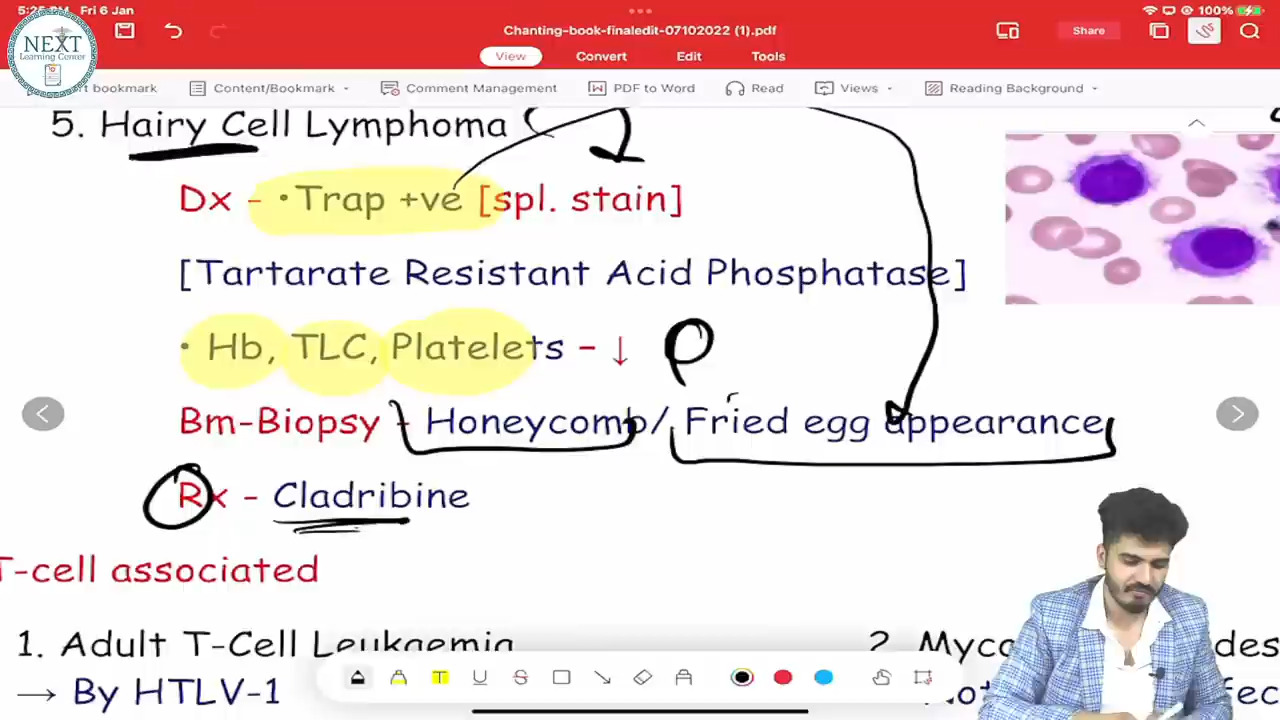 5:25 PM Fri 6 Jan
100%
NEXT
Learning Center
Chanting-book-finaledit-07102022 (1).pdf
Share
View Convert Edit Tools
bookmark Content/Bookmark Comment Management PDF to Word Read Views Reading Background
5. Hairy Cell Lymphoma
Dx - •Trap +ve [spl. stain]
[Tartarate Resistant Acid Phosphatase]
• Hb, TLC, Platelets - ↓
Bm-Biopsy - Honeycomb/ Fried egg appearance
Rx - Cladribine
T-cell associated
1. Adult T-Cell Leukaemia
→ By HTLV-1
2. Myco